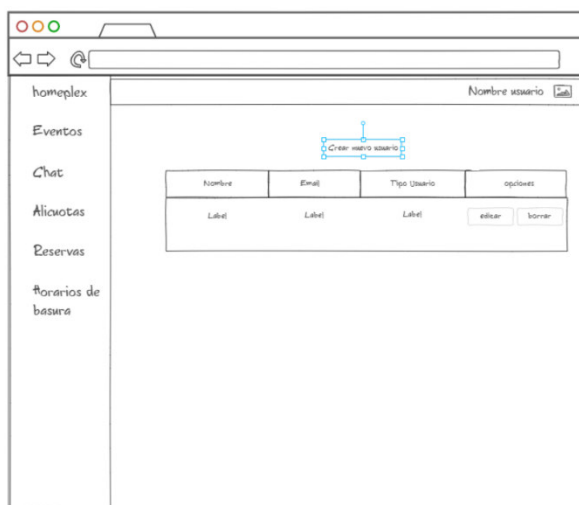 homeplex
Nombre usuario
Eventos
Chat
Alicuotas
Reservas
Horarios de
basura
Crear nuevo usuario
Nombre Email Tipo Usuario opciones
Label Label Label editar borrar